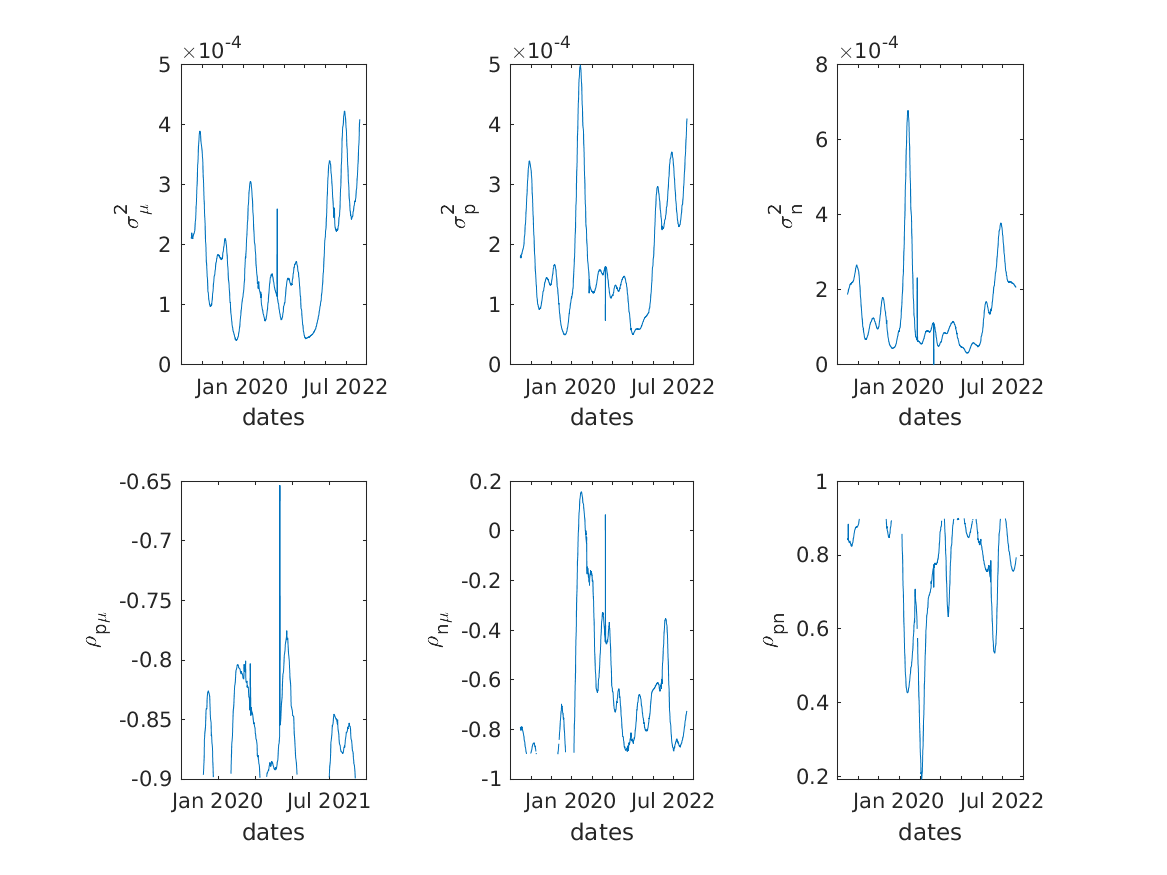 ×10-4 ×10-4 ×10-4
5 5 8
4 4 6
3 3 4
2 2 2
1 1 0
0 0
σ2μ σ2p σ2n
Jan 2020 Jul 2022 Jan 2020 Jul 2022 Jan 2020 Jul 2022
dates dates dates
-0.65 0.2 1
-0.7 0 0.8
-0.75 -0.2 0.6
-0.8 -0.4 0.4
-0.85 -0.6 0.2
-0.9 -0.8
-1
ρpμ ρnμ ρpn
Jan 2020 Jul 2021 Jan 2020 Jul 2022 Jan 2020 Jul 2022
dates dates dates